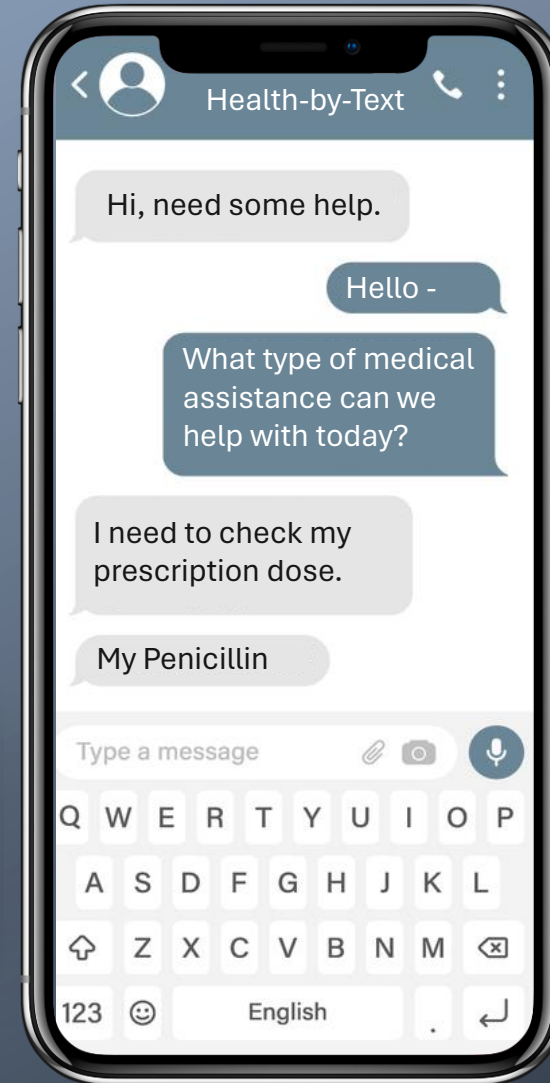 Health-by-Text
Hi, need some help.
Hello -
What type of medical
assistance can we
help with today?
I need to check my
prescription dose.
My Penicillin
Type a message
Q W E R T Y U I O P
A S D F G H J K L
Z X C V B N M
123 English .